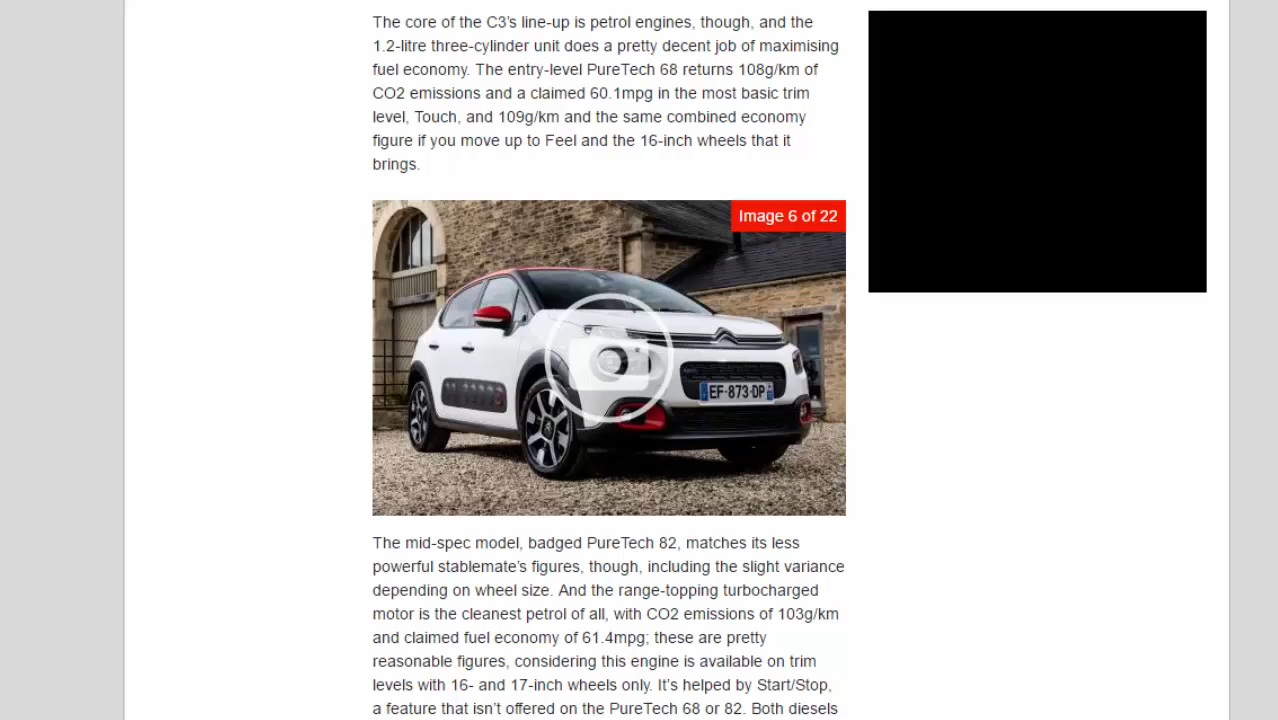 The core of the C3’s line-up is petrol engines, though, and the
1.2-litre three-cylinder unit does a pretty decent job of maximising
fuel economy. The entry-level PureTech 68 returns 108g/km of
CO2 emissions and a claimed 60.1mpg in the most basic trim
level, Touch, and 109g/km and the same combined economy
figure if you move up to Feel and the 16-inch wheels that it
brings.
Image 6 of 22
EF-873-DP
The mid-spec model, badged PureTech 82, matches its less
powerful stablemate’s figures, though, including the slight variance
depending on wheel size. And the range-topping turbocharged
motor is the cleanest petrol of all, with CO2 emissions of 103g/km
and claimed fuel economy of 61.4mpg; these are pretty
reasonable figures, considering this engine is available on trim
levels with 16- and 17-inch wheels only. It’s helped by Start/Stop,
a feature that isn’t offered on the PureTech 68 or 82. Both diesels